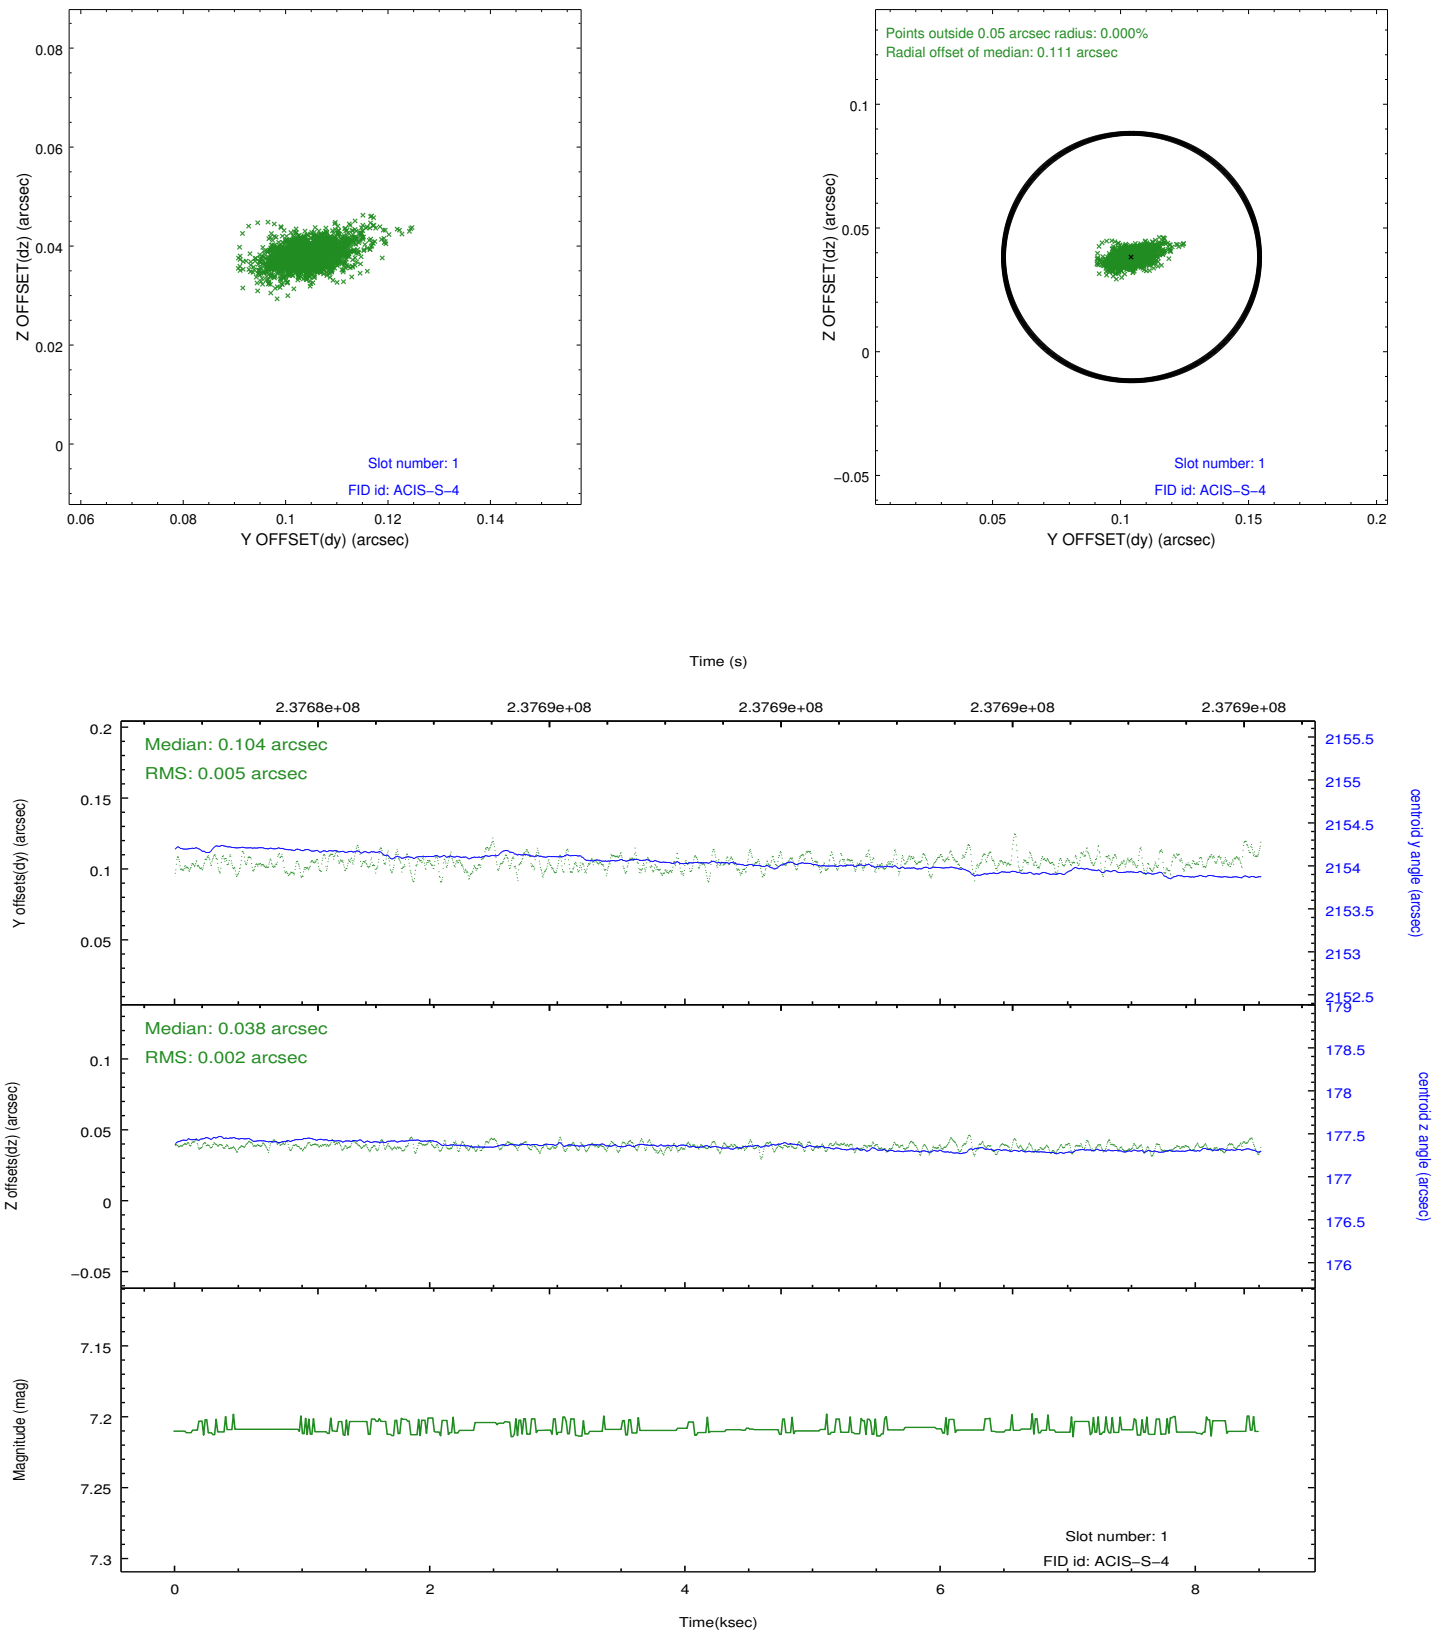 0.08
0.06
0.04
0.02
0
Z OFFSET(dz) (arcsec)
Slot number: 1
FID id: ACIS−S−4
0.06
0.08
0.1
0.12
0.14
Y OFFSET(dy) (arcsec)
Points outside 0.05 arcsec radius: 0.000%
Radial offset of median: 0.111 arcsec
0.1
0.05
0
−0.05
Z OFFSET(dz) (arcsec)
Slot number: 1
FID id: ACIS−S−4
0.05
0.1
0.15
0.2
Y OFFSET(dy) (arcsec)
Time (s)
2.3768e+08
2.3769e+08
2.3769e+08
2.3769e+08
2.3769e+08
Median: 0.104 arcsec
RMS: 0.005 arcsec
0.2
0.15
0.1
0.05
Y offsets(dy) (arcsec)
2155.5
2155
2154.5
2154
2153.5
2153
2152.5
centroid y angle (arcsec)
Median: 0.038 arcsec
RMS: 0.002 arcsec
0.1
0.05
0
−0.05
Z offsets(dz) (arcsec)
179
178.5
178
177.5
177
176.5
176
centroid z angle (arcsec)
7.15
7.2
7.25
7.3
Magnitude (mag)
Slot number: 1
FID id: ACIS−S−4
0
2
4
6
8
Time(ksec)